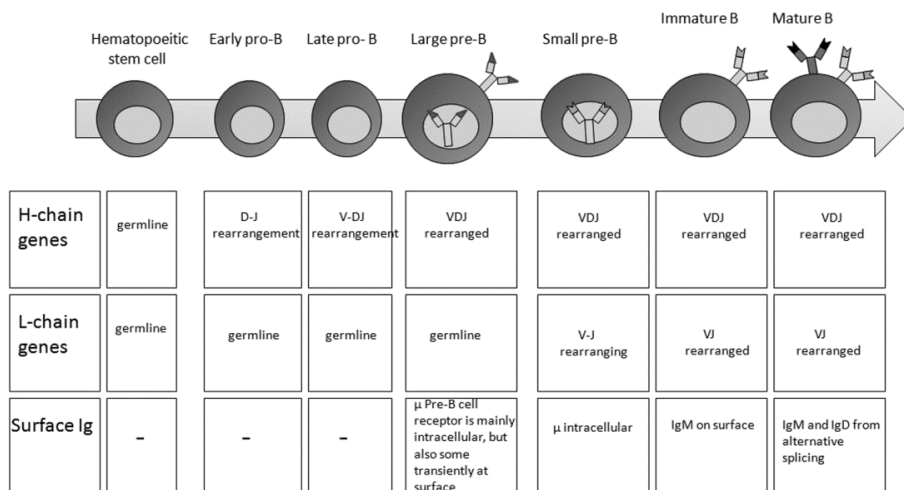 Hematopoeitic
stem cell
Early pro-B
Late pro- B
Large pre-B
Small pre-B
Immature B
Mature B
H-chain
genes
germline
D-J
rearrangement
V-DJ
rearrangement
VDJ
rearranged
VDJ
rearranged
VDJ
rearranged
VDJ
rearranged
L-chain
genes
germline
germline
germline
germline
V-J
rearranging
VJ
rearranged
VJ
rearranged
Surface Ig
–
–
–
μ Pre-B cell
receptor is mainly
intracellular, but
also some
transiently at
surface
μ intracellular
IgM on surface
IgM and IgD from
alternative
splicing